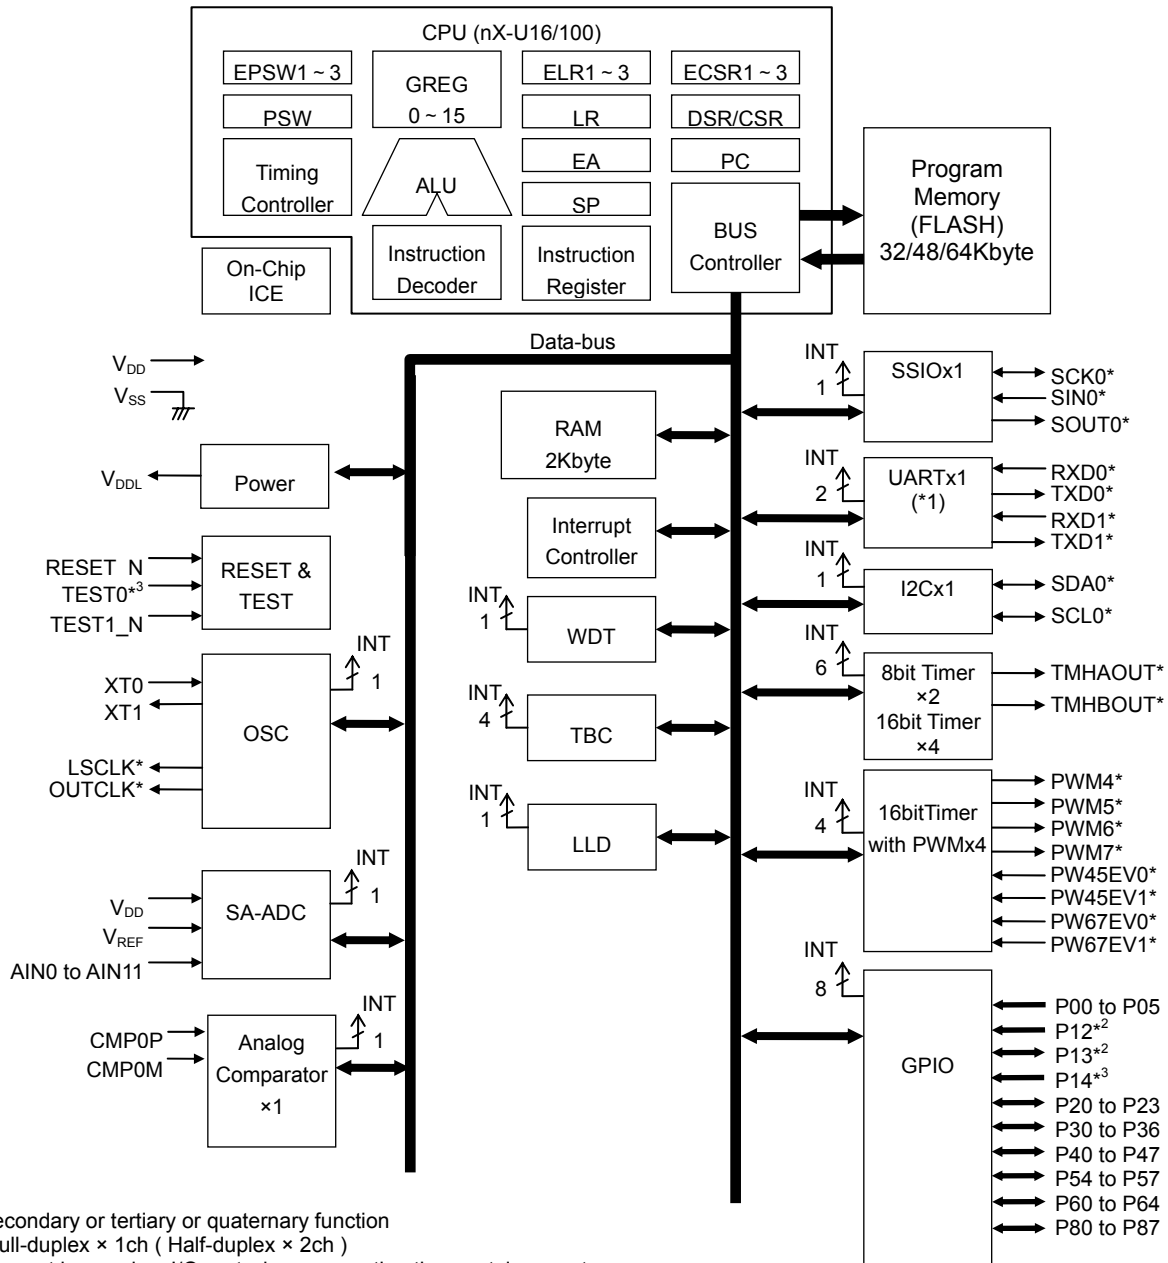 CPU (nX-U16/100)
EPSW1 ~ 3
GREG
0 ~ 15
ELR1 ~ 3
ECSR1 ~ 3
PSW
LR
DSR/CSR
Timing
Controller
ALU
EA
PC
SP
BUS
Controller
Instruction
Decoder
Instruction
Register
Program
Memory
(FLASH)
32/48/64Kbyte
On-Chip
ICE
Data-bus
VDD
VSS
VDDL
Power
RESET_N
TEST0*3
TEST1_N
RESET &
TEST
XT0
XT1
LSCLK*
OUTCLK*
OSC
INT
1
VDD
VREF
AIN0 to AIN11
SA-ADC
INT
1
CMP0P
CMP0M
Analog
Comparator
×1
INT
1
RAM
2Kbyte
Interrupt
Controller
INT
1
WDT
INT
4
TBC
INT
1
LLD
INT
1
SSIOx1
SCK0*
SIN0*
SOUT0*
INT
2
UARTx1
(*1)
RXD0*
TXD0*
RXD1*
TXD1*
INT
1
I2Cx1
SDA0*
SCL0*
INT
6
8bit Timer
×2
16bit Timer
×4
TMHAOUT*
TMHBOUT*
INT
4
16bitTimer
with PWMx4
PWM4*
PWM5*
PWM6*
PWM7*
PW45EV0*
PW45EV1*
PW67EV0*
PW67EV1*
INT
8
GPIO
P00 to P05
P12*2
P13*2
P14*3
P20 to P23
P30 to P36
P40 to P47
P54 to P57
P60 to P64
P80 to P87
econdary or tertiary or quaternary function
ull-duplex × 1ch ( Half-duplex × 2ch )